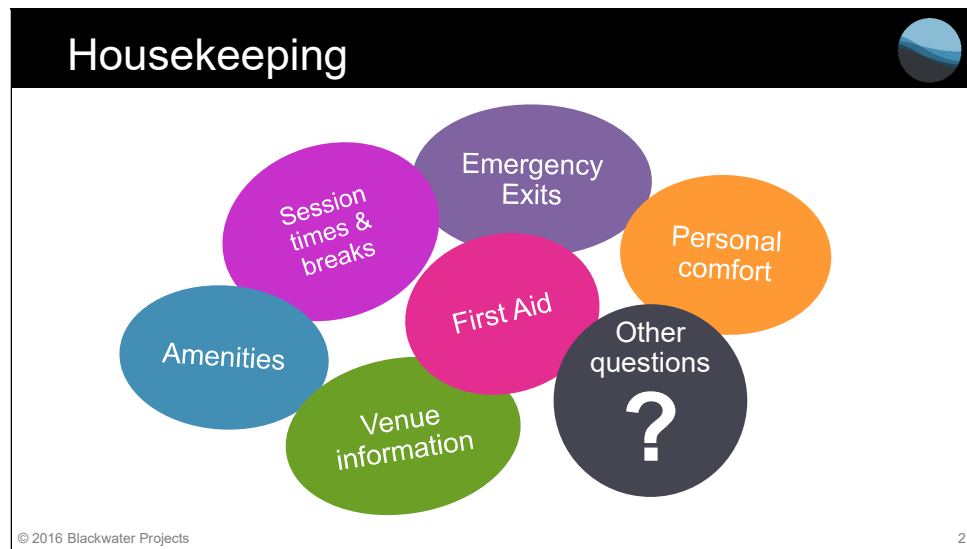 Housekeeping
Emergency
Exits
Session
times &
breaks
Personal
comfort
First Aid
Other
questions
?
Amenities
Venue
information
© 2016 Blackwater Projects
2